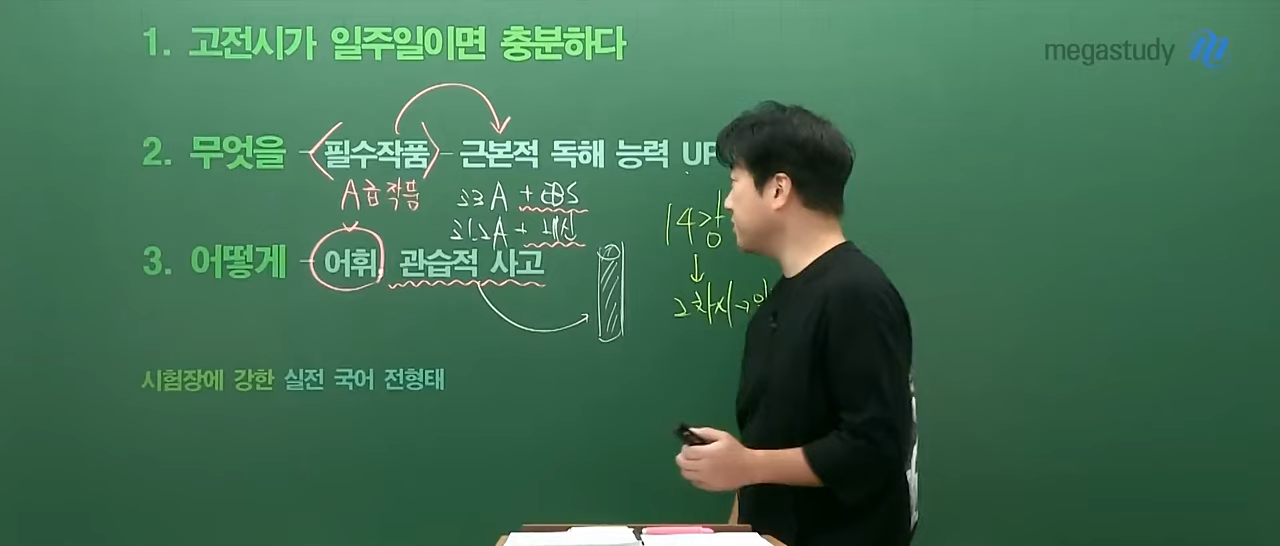 1. 고전시가 일주일이면 충분하다
megastudy
2. 무엇을 - <필수작품> - 근본적 독해 능력 UP
A급 작품
고3 A + EBS
고1,2 A + 내신
14강
↓
2차시→
3. 어떻게 - 어휘, 관습적 사고
시험장에 강한 실전 국어 전형태